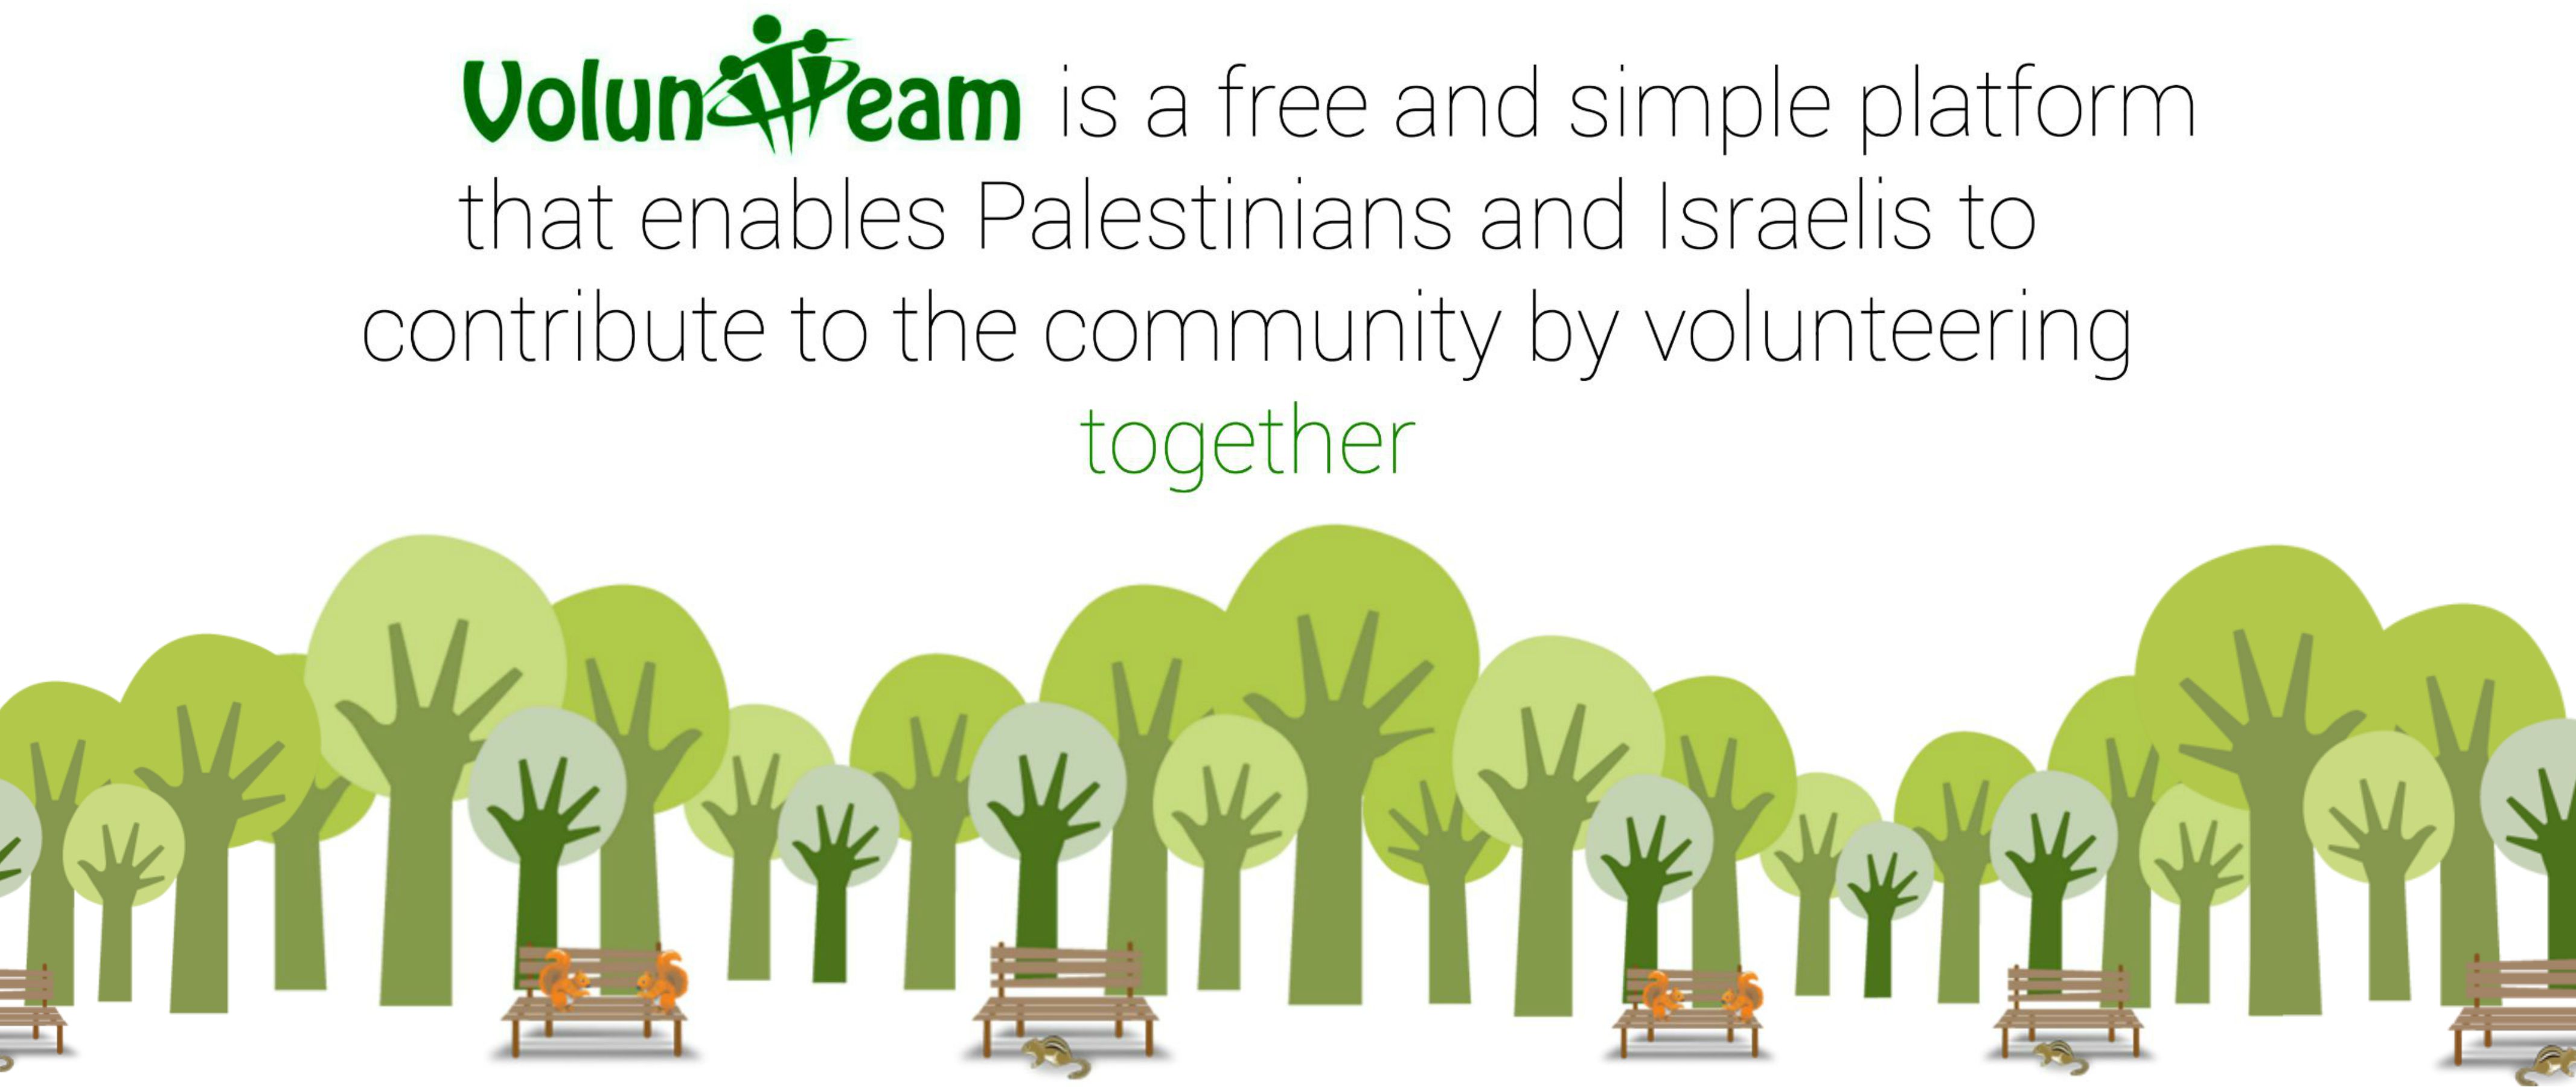 VolunTeam is a free and simple platform
that enables Palestinians and Israelis to
contribute to the community by volunteering
together